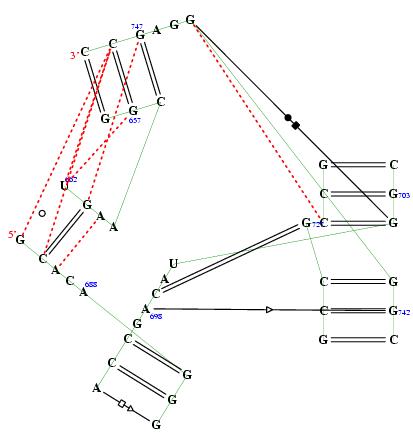 747 G A G G
3' C C
G G C
657
662
U G A A
5' G C A C A
688
U
A
C
A
698
G
C
C
A
G
G
G
G 72 C G
G C
C G 703
C G
C G 742
G C